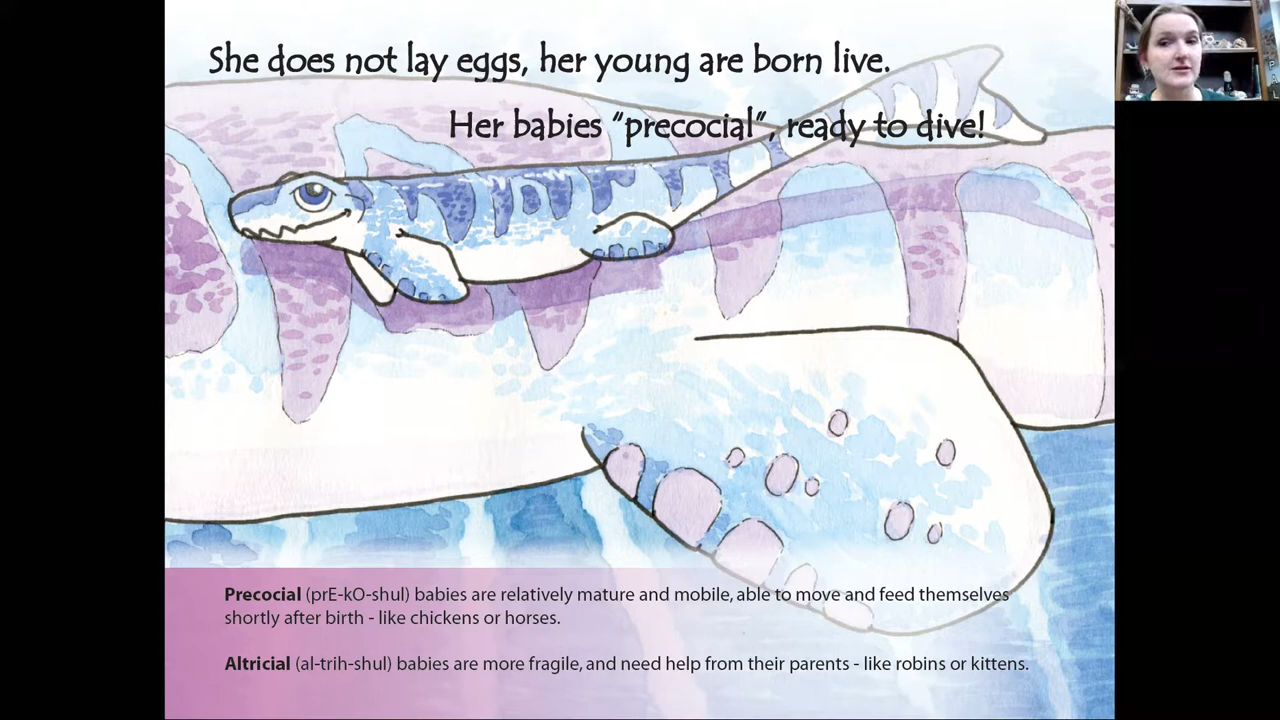 She does not lay eggs, her young are born live.
Her babies “precocial”, ready to dive!
Precocial (prE-kO-shul) babies are relatively mature and mobile, able to move and feed themselves
shortly after birth - like chickens or horses.
Altricial (al-trih-shul) babies are more fragile, and need help from their parents - like robins or kittens.